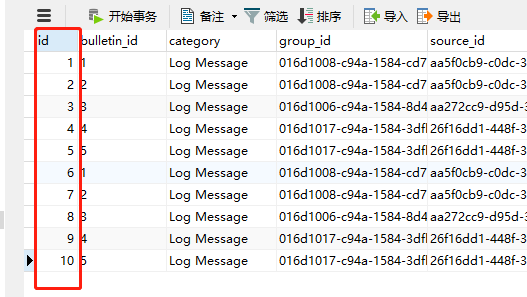 开始事务 备注 筛选 排序 导入 导出
id bulletin_id category group_id source_id
1 1 Log Message 016d1008-c94a-1584-cd7 aa5f0cb9-c0dc-3
2 2 Log Message 016d1008-c94a-1584-cd7 aa5f0cb9-c0dc-3
3 3 Log Message 016d1006-c94a-1584-8d4 aa272cc9-d95d-3
4 4 Log Message 016d1017-c94a-1584-3dfl 26f16dd1-448f-3
5 5 Log Message 016d1017-c94a-1584-3dfl 26f16dd1-448f-3
6 1 Log Message 016d1008-c94a-1584-cd7 aa5f0cb9-c0dc-3
7 2 Log Message 016d1008-c94a-1584-cd7 aa5f0cb9-c0dc-3
8 3 Log Message 016d1006-c94a-1584-8d4 aa272cc9-d95d-3
9 4 Log Message 016d1017-c94a-1584-3dfl 26f16dd1-448f-3
10 5 Log Message 016d1017-c94a-1584-3dfl 26f16dd1-448f-3